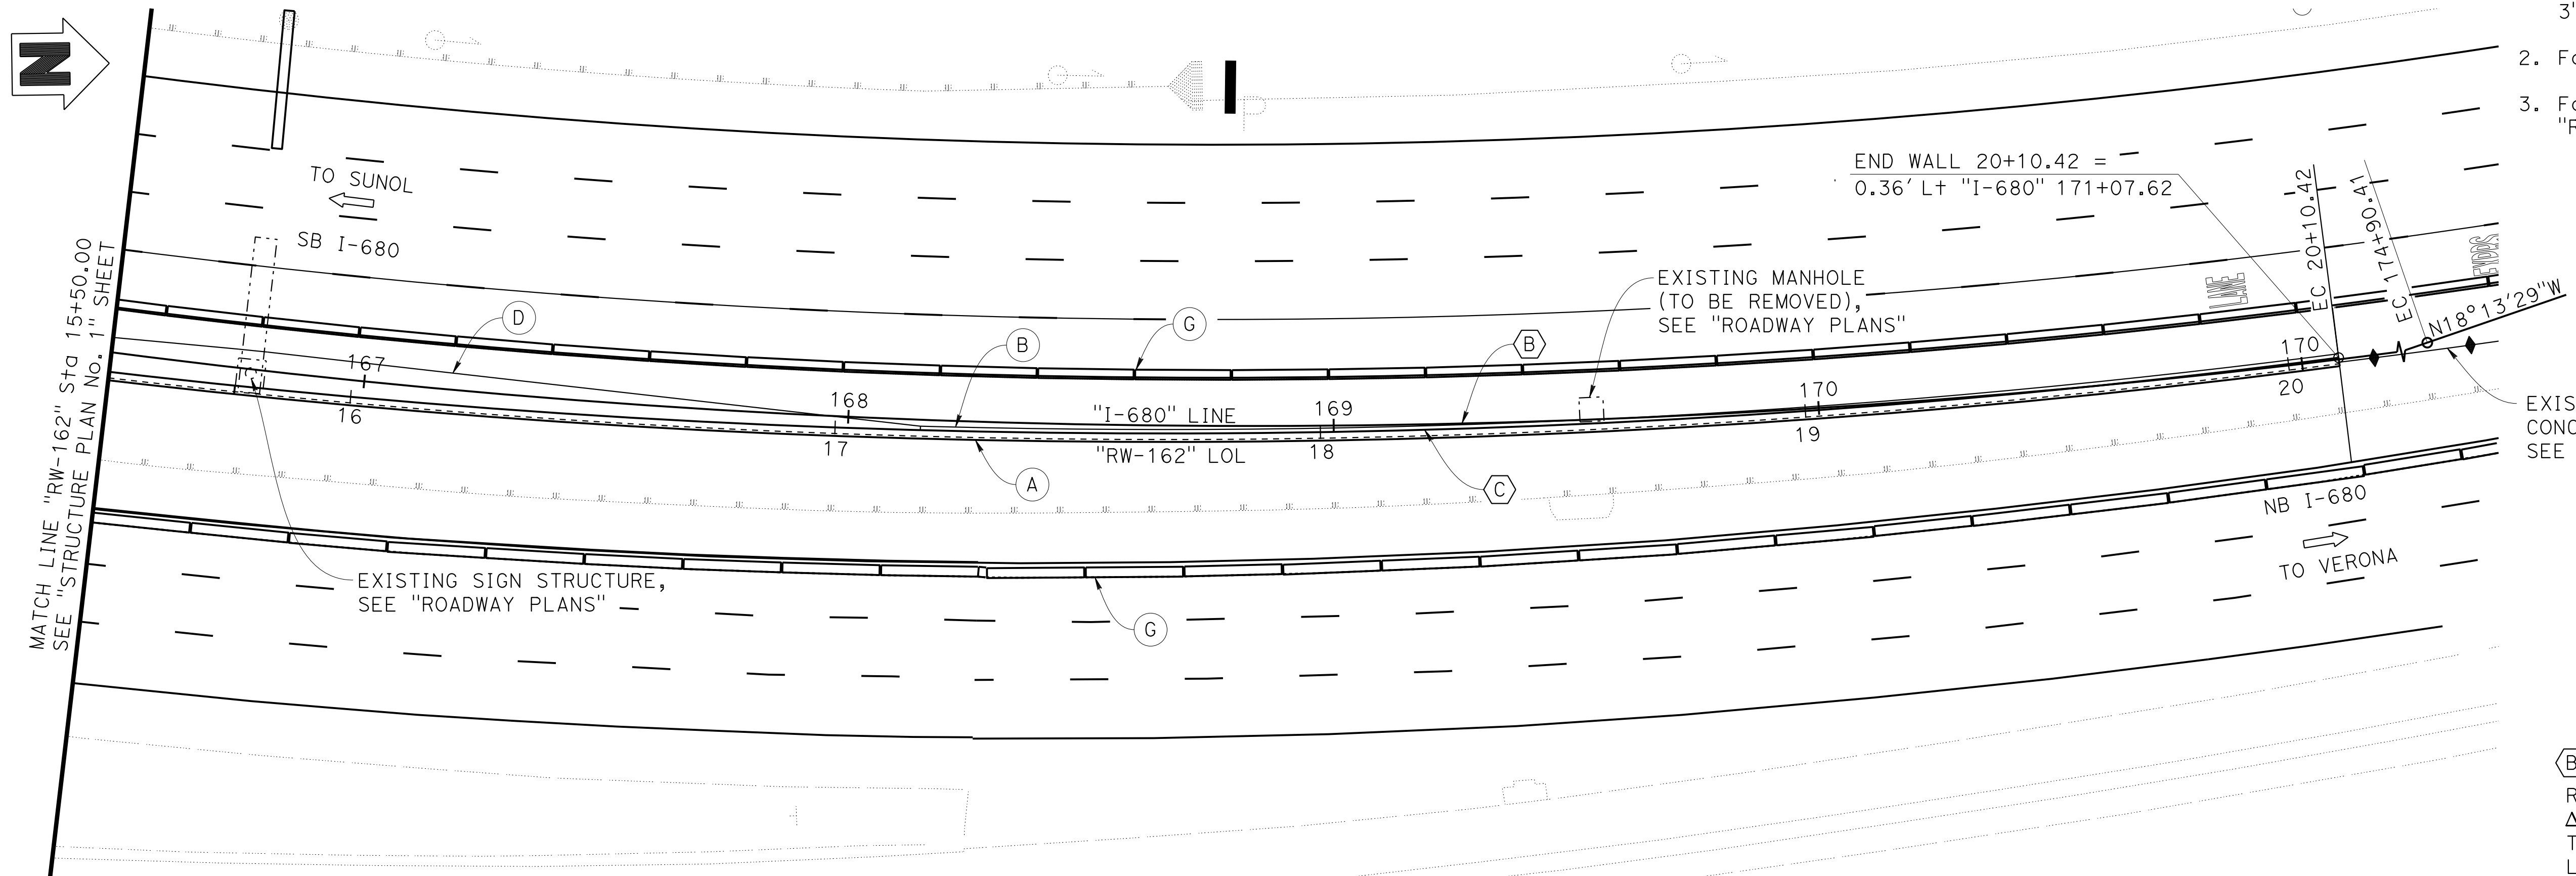 N
3'
2. Fo
3. Fo
"R
TO SUNOL
SB I-680
MATCH LINE "RW-162" Sta 15+50.00
SEE "STRUCTURE PLAN No. 1" SHEET
END WALL 20+10.42 =
0.36' Lt "I-680" 171+07.62
EC 20+10.42
EC 174+90.41
N18°13'29"W
LANE
EXISTING MANHOLE
(TO BE REMOVED),
SEE "ROADWAY PLANS"
D
B
G
B
167
168
169
170
170
16
17
18
19
20
"I-680" LINE
"RW-162" LOL
A
C
EXIS
CONC
SEE
NB I-680
TO VERONA
EXISTING SIGN STRUCTURE,
SEE "ROADWAY PLANS"
G
B
R
Δ
T
L